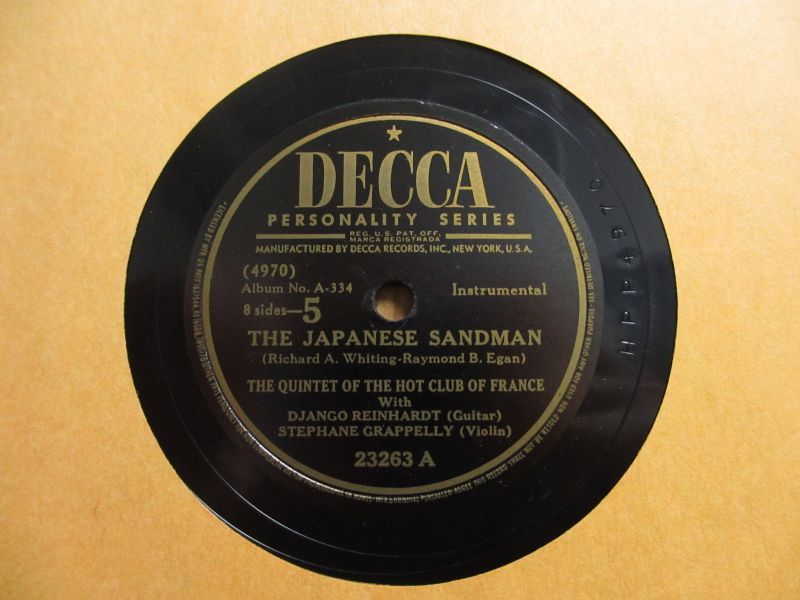 DECCA
PERSONALITY SERIES
REG. U.S. PAT. OFF.
MARCA REGISTRADA
MANUFACTURED BY DECCA RECORDS, INC., NEW YORK, U.S.A.
(4970)
Album No. A-334
Instrumental
8 sides—5
THE JAPANESE SANDMAN
(Richard A. Whiting-Raymond B. Egan)
THE QUINTET OF THE HOT CLUB OF FRANCE
With
DJANGO REINHARDT (Guitar)
STEPHANE GRAPPELLY (Violin)
23263 A
HPP4970